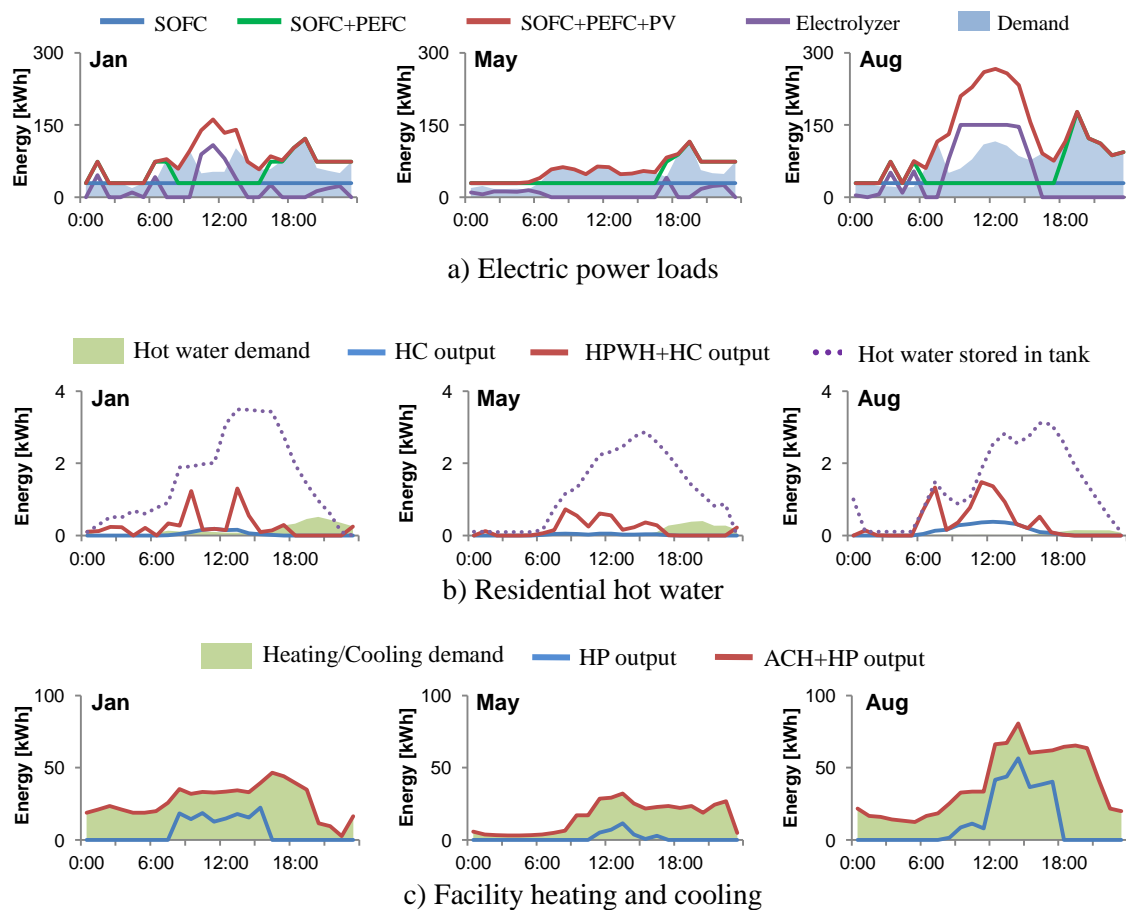 SOFC SOFC+PEFC SOFC+PEFC+PV Electrolyzer Demand
Jan May Aug
Energy [kWh] Energy [kWh] Energy [kWh]
300 300 300
150 150 150
0 0 0
0:00 6:00 12:00 18:00 0:00 6:00 12:00 18:00 0:00 6:00 12:00 18:00
a) Electric power loads
Hot water demand HC output HPWH+HC output Hot water stored in tank
Jan May Aug
Energy [kWh] Energy [kWh] Energy [kWh]
4 4 4
2 2 2
0 0 0
0:00 6:00 12:00 18:00 0:00 6:00 12:00 18:00 0:00 6:00 12:00 18:00
b) Residential hot water
Heating/Cooling demand HP output ACH+HP output
Jan May Aug
Energy [kWh] Energy [kWh] Energy [kWh]
100 100 100
50 50 50
0 0 0
0:00 6:00 12:00 18:00 0:00 6:00 12:00 18:00 0:00 6:00 12:00 18:00
c) Facility heating and cooling